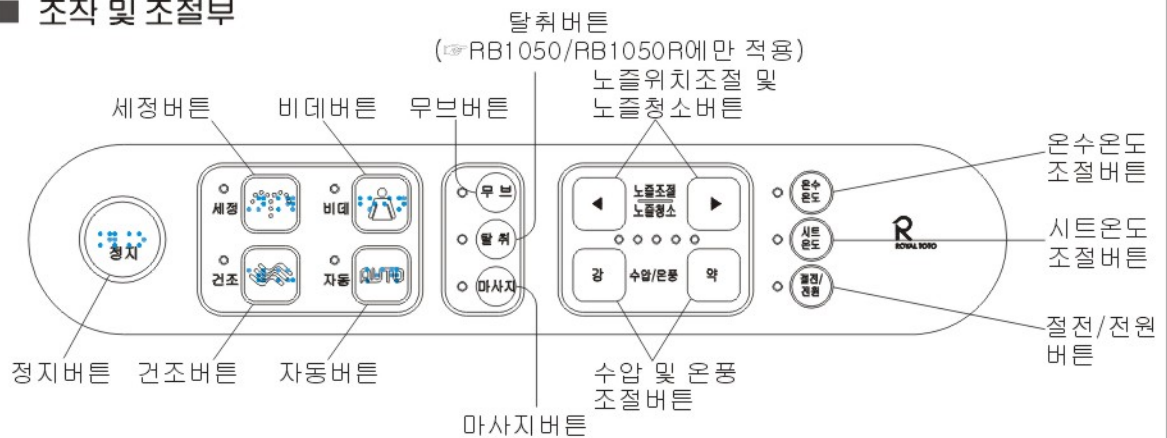 ■ 조작 및 조절부
탈취버튼
(☞RB1050/RB1050R에만 적용)
노즐위치조절 및
노즐청소버튼
세정버튼
비데버튼
무브버튼
온수온도
조절버튼
시트온도
조절버튼
절전/전원
버튼
정지
세정
비데
건조
자동
AUTO
무브
탈취
마사지
◀
노즐조절
노즐청소
▶
강
수압/온풍
약
온수
온도
시트
온도
절전/
전원
R
ROYAL TOTO
정지버튼
건조버튼
자동버튼
마사지버튼
수압 및 온풍
조절버튼